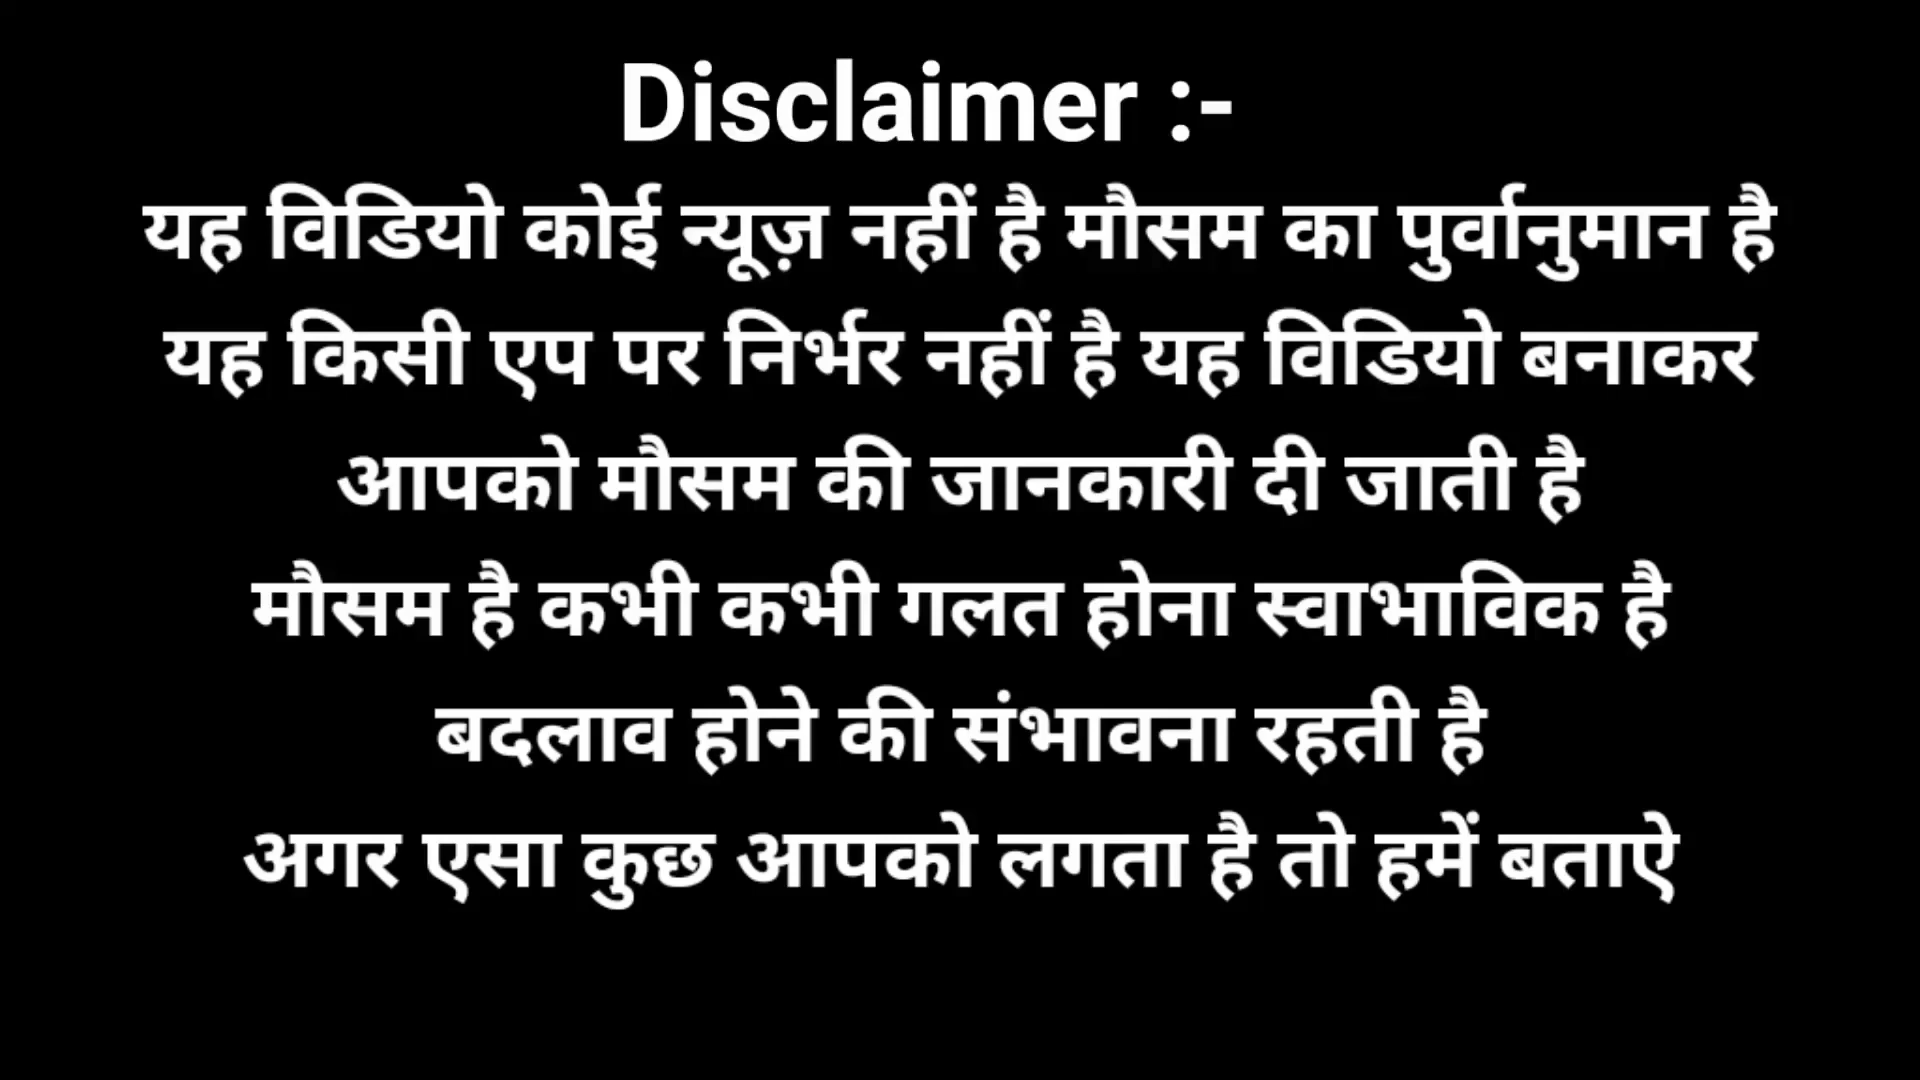 Disclaimer :-
यह विडियो कोई न्यूज़ नहीं है मौसम का पुर्वानुमान है
यह किसी एप पर निर्भर नहीं है यह विडियो बनाकर
आपको मौसम की जानकारी दी जाती है
मौसम है कभी कभी गलत होना स्वाभाविक है
बदलाव होने की संभावना रहती है
अगर एसा कुछ आपको लगता है तो हमें बताऐ